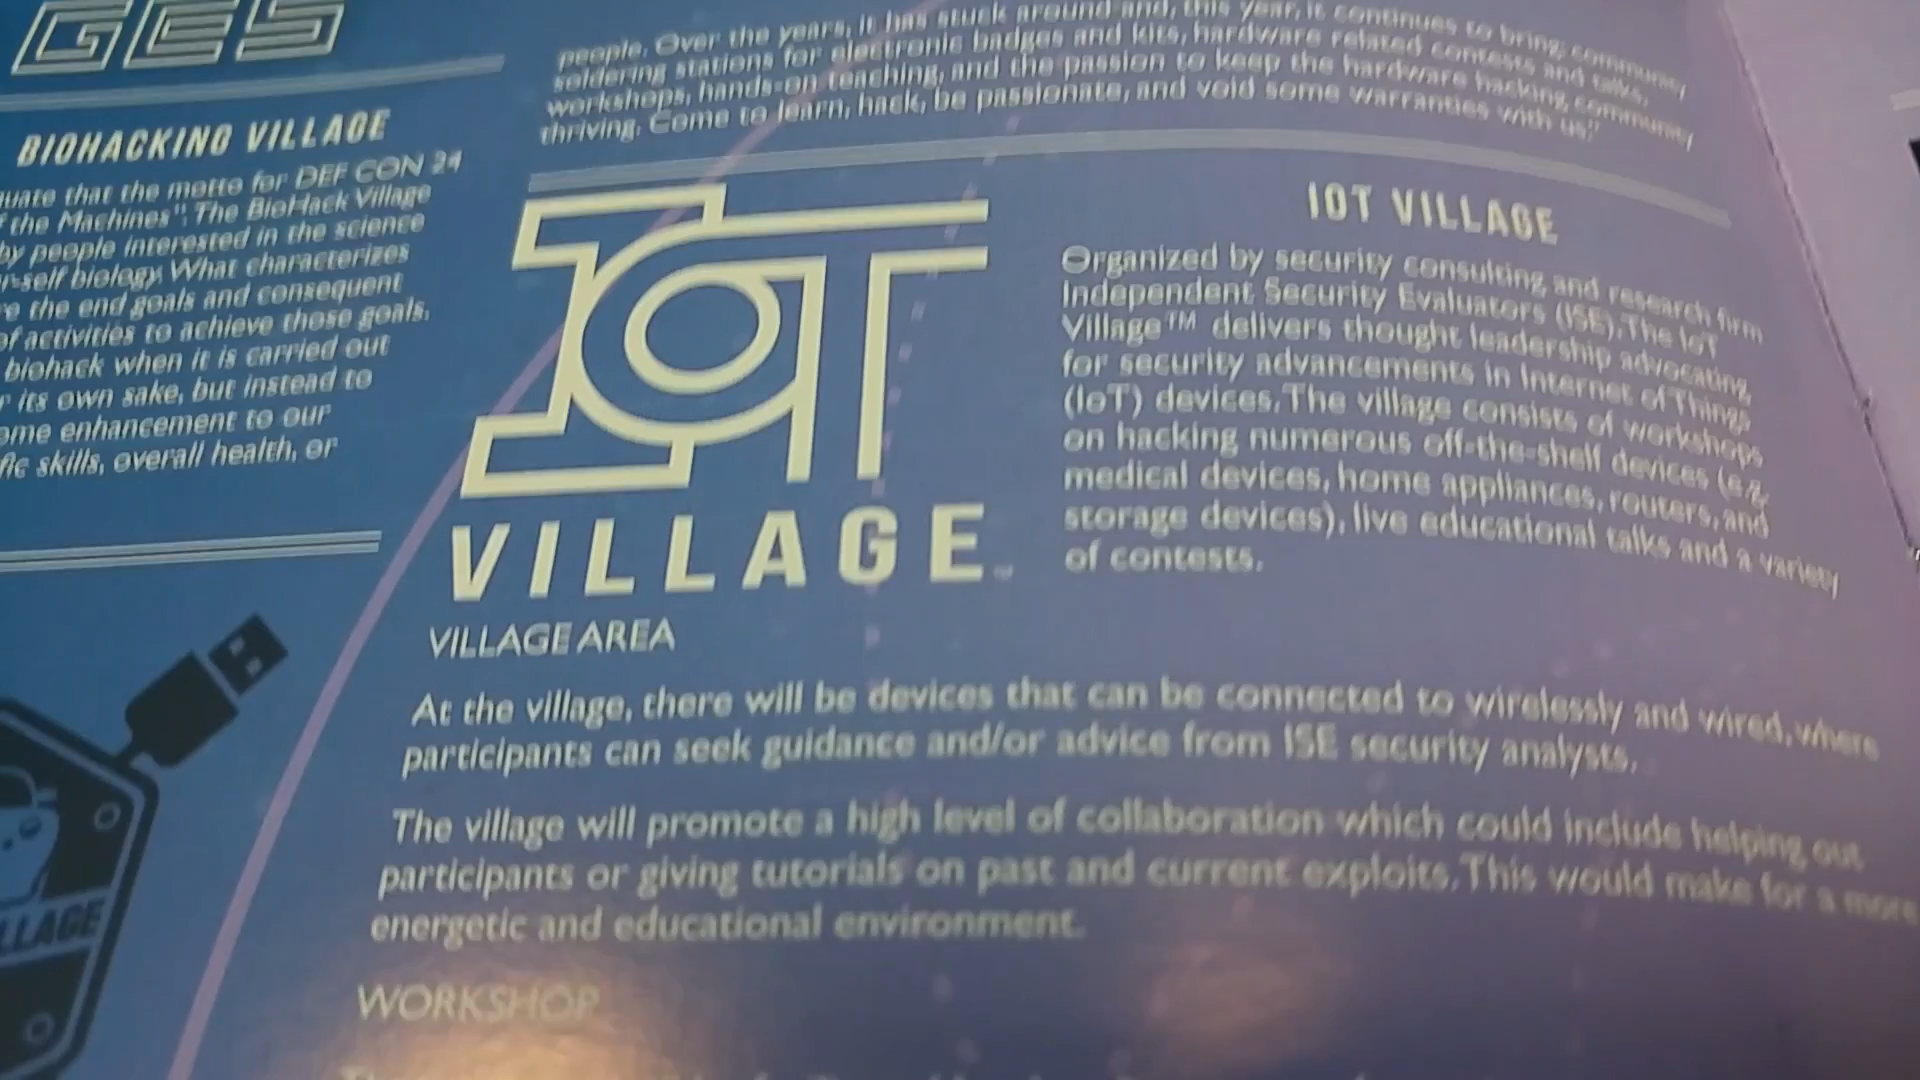 GES
BIOHACKING VILLAGE
uate that the motto for DEF CON 24
f the Machines". The BioHack Village
by people interested in the science
n-self biology. What characterizes
re the end goals and consequent
of activities to achieve those goals.
biohack when it is carried out
r its own sake, but instead to
ome enhancement to our
fic skills, overall health, or
LLAGE
people. Over the years, it has stuck around and, this year, it continues to bring community
soldering stations for electronic badges and kits, hardware related contests and talks,
workshops, hands-on teaching, and the passion to keep the hardware hacking community
thriving. Come to learn, hack, be passionate, and void some warranties with us!"
IoT
VILLAGE
IOT VILLAGE
Organized by security consulting and research firm
Independent Security Evaluators (ISE), The IoT
Village™ delivers thought leadership advocating
for security advancements in Internet of Things
(IoT) devices. The village consists of workshops
on hacking numerous off-the-shelf devices (e.g.
medical devices, home appliances, routers, and
storage devices), live educational talks and a variety
of contests.
VILLAGE AREA
At the village, there will be devices that can be connected to wirelessly and wired, where
participants can seek guidance and/or advice from ISE security analysts.
The village will promote a high level of collaboration which could include helping out
participants or giving tutorials on past and current exploits. This would make for a more
energetic and educational environment.
WORKSHOP